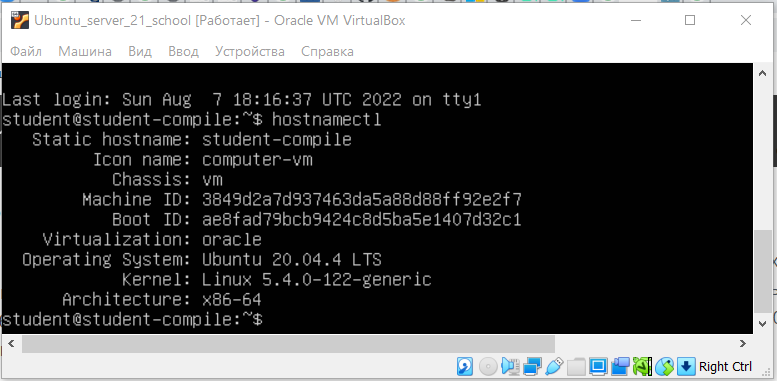 Ubuntu_server_21_school [Работает] - Oracle VM VirtualBox
Файл Машина Вид Ввод Устройства Справка
Last login: Sun Aug  7 18:16:37 UTC 2022 on tty1
student@student-compile:~$ hostnamectl
   Static hostname: student-compile
         Icon name: computer-vm
           Chassis: vm
        Machine ID: 3849d2a7d937463da5a88d88ff92e2f7
           Boot ID: ae8fad79bcb9424c8d5ba5e1407d32c1
    Virtualization: oracle
  Operating System: Ubuntu 20.04.4 LTS
            Kernel: Linux 5.4.0-122-generic
      Architecture: x86-64
student@student-compile:~$
Right Ctrl